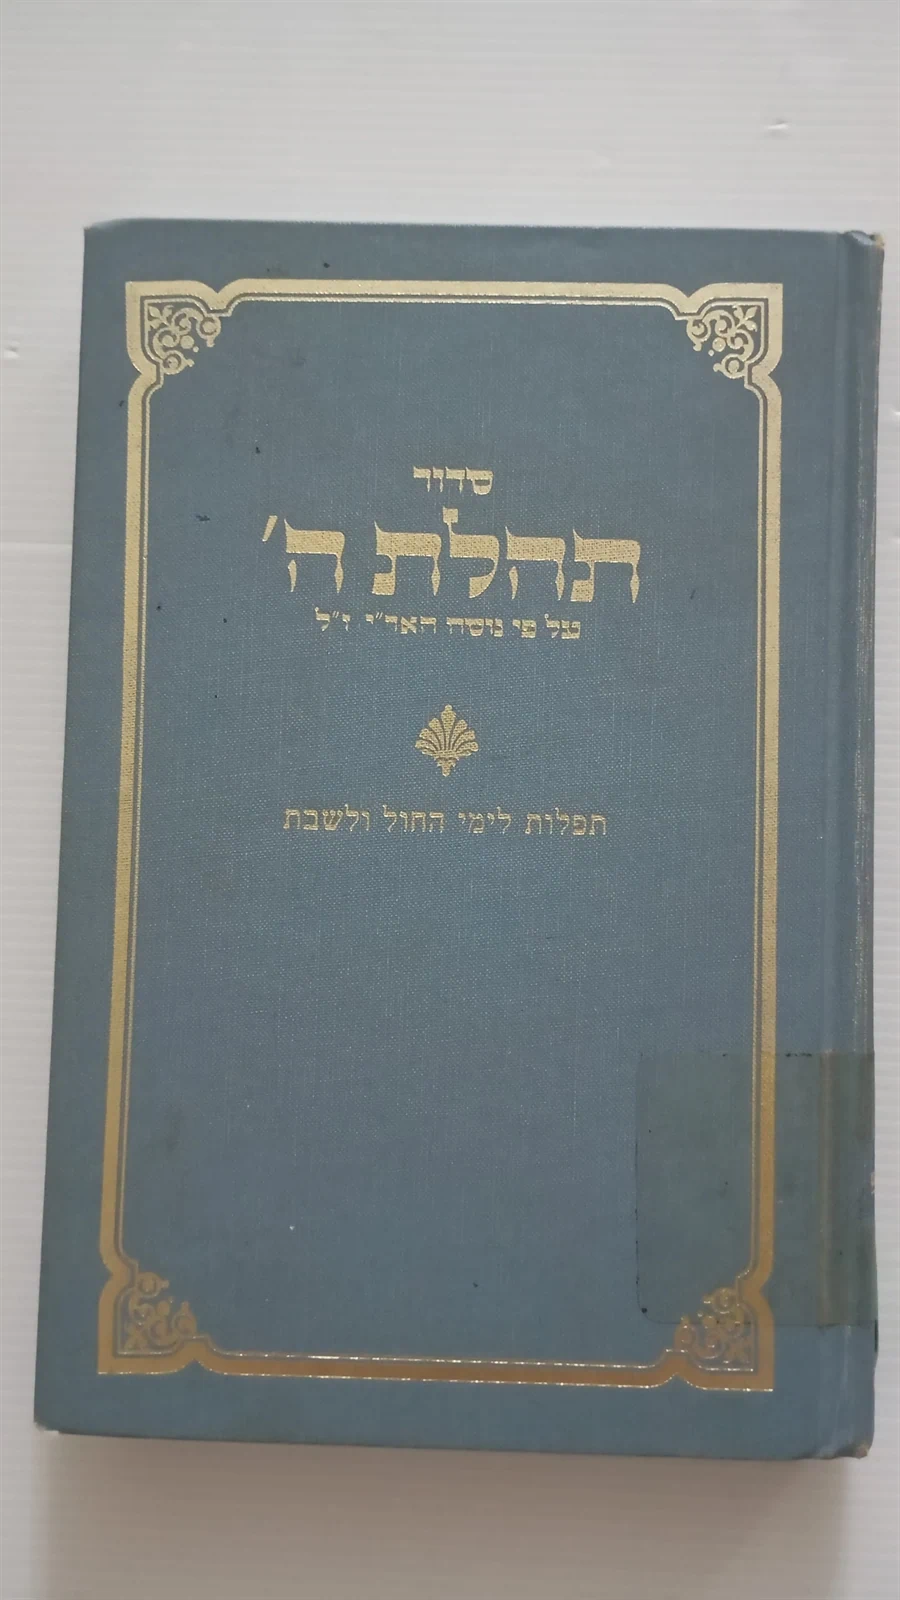 סדור
תהלת ה'
על פי נוסח האר"י ז"ל
תפלות לימי החול ולשבת